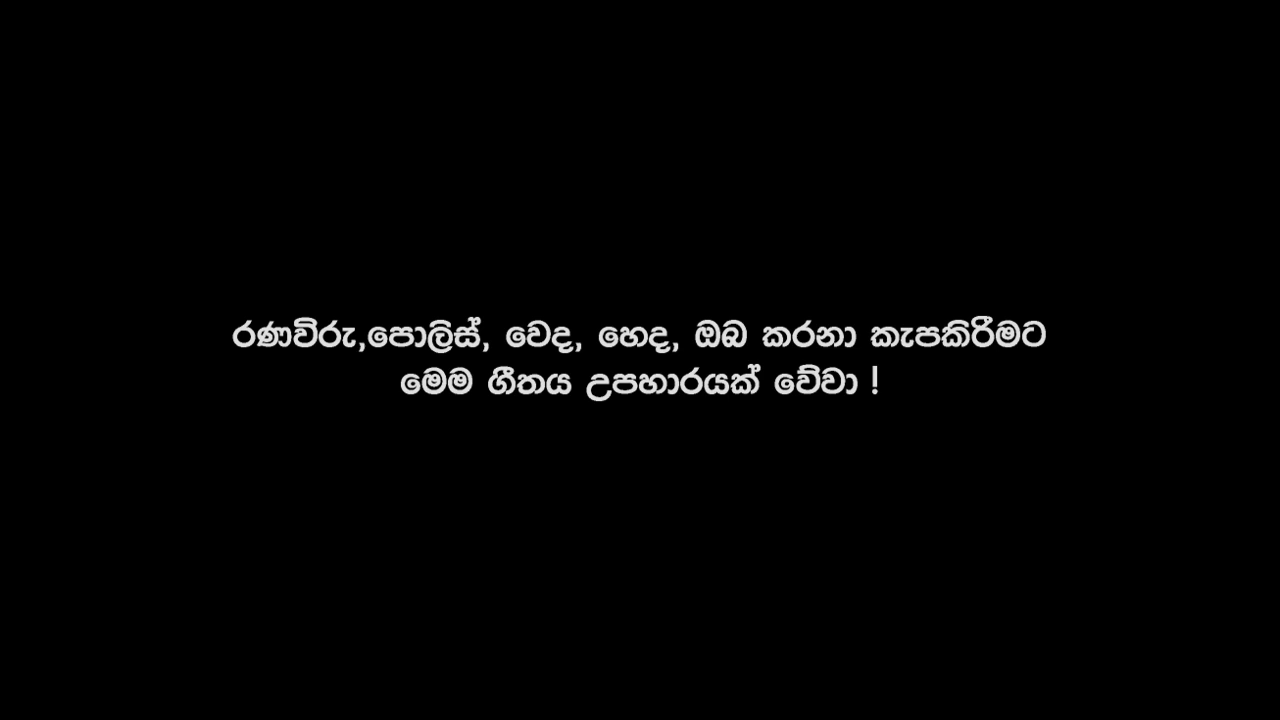 රණවිරු,පොලිස්, වෙද, හෙද, ඔබ කරනා කැපකිරීමට
මෙම ගීතය උපහාරයක් වේවා !